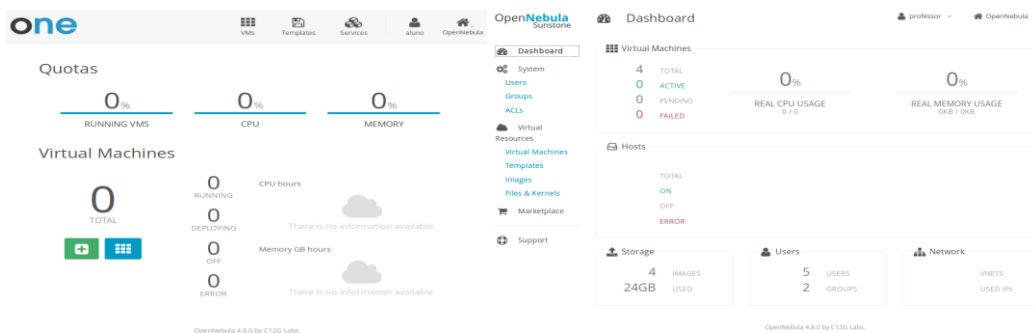 one
VMs Templates Services aluno OpenNebula
Quotas
0%
RUNNING VMS
0%
CPU
0%
MEMORY
Virtual Machines
0
TOTAL
0
RUNNING
0
DEPLOYING
0
OFF
0
ERROR
CPU hours
There is no information available
Memory GB hours
There is no information available
OpenNebula 4.8.0 by C12G Labs.
OpenNebula
Sunstone
Dashboard
professor
OpenNebula
Dashboard
System
Users
Groups
ACLs
Virtual
Resources
Virtual Machines
Templates
Images
Files & Kernels
Marketplace
Support
Virtual Machines
4 TOTAL
0 ACTIVE
0 PENDING
0 FAILED
0%
REAL CPU USAGE
0 / 0
0%
REAL MEMORY USAGE
0KB / 0KB
Hosts
TOTAL
ON
OFF
ERROR
Storage
4 IMAGES
24GB USED
Users
5 USERS
2 GROUPS
Network
VNETS
USED IPs
OpenNebula 4.8.0 by C12G Labs.